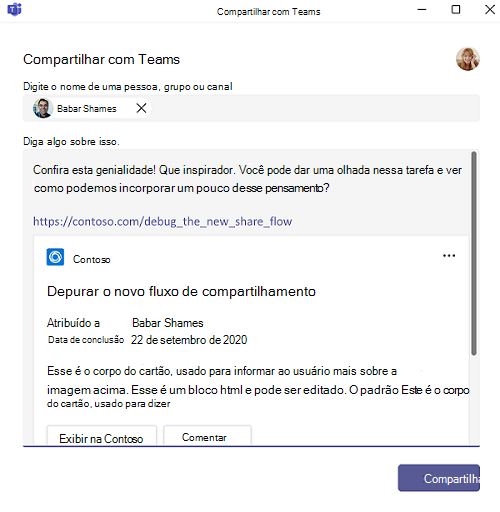 Compartilhar com Teams
Compartilhar com Teams
Digite o nome de uma pessoa, grupo ou canal
Babar Shames
Diga algo sobre isso.
Confira esta genialidade! Que inspirador. Você pode dar uma olhada nessa tarefa e ver
como podemos incorporar um pouco desse pensamento?
https://contoso.com/debug_the_new_share_flow
Contoso
Depurar o novo fluxo de compartilhamento
Atribuído a Babar Shames
Data de conclusão 22 de setembro de 2020
Esse é o corpo do cartão, usado para informar ao usuário mais sobre a
imagem acima. Esse é um bloco html e pode ser editado. O padrão Este é o corpo
do cartão, usado para dizer
Exibir na Contoso Comentar
Compartilha